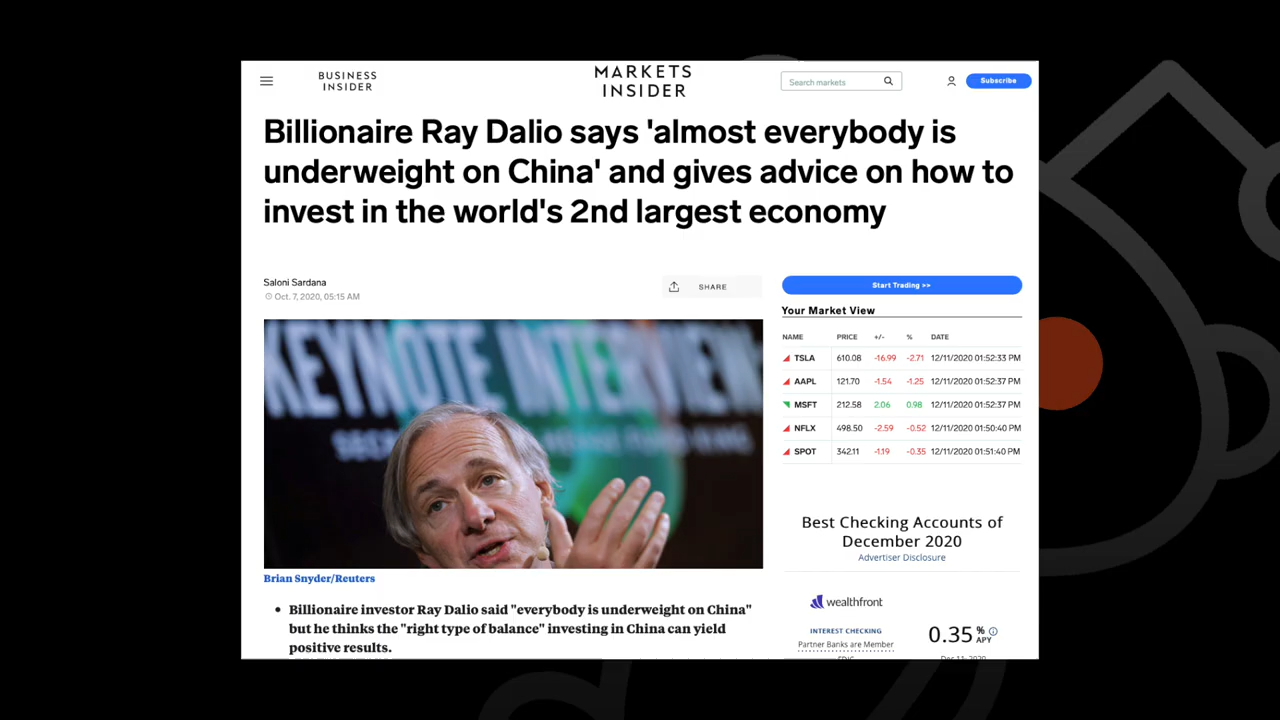 BUSINESS
INSIDER
MARKETS
INSIDER
Search markets
Subscribe
Billionaire Ray Dalio says 'almost everybody is
underweight on China' and gives advice on how to
invest in the world's 2nd largest economy
Saloni Sardana
Oct. 7, 2020, 05:15 AM
SHARE
KEYNOTE INTERVIEW
Brian Snyder/Reuters
• Billionaire investor Ray Dalio said "everybody is underweight on China"
but he thinks the "right type of balance" investing in China can yield
positive results.
Start Trading >>
Your Market View
NAME PRICE +/- % DATE
TSLA 610.08 -16.99 -2.71 12/11/2020 01:52:33 PM
AAPL 121.70 -1.54 -1.25 12/11/2020 01:52:37 PM
MSFT 212.58 2.06 0.98 12/11/2020 01:52:37 PM
NFLX 498.50 -2.59 -0.52 12/11/2020 01:50:40 PM
SPOT 342.11 -1.19 -0.35 12/11/2020 01:51:40 PM
Best Checking Accounts of
December 2020
Advertiser Disclosure
wealthfront
INTEREST CHECKING
Partner Banks are Member
FDIC
0.35 % APY
Dec 11, 2020